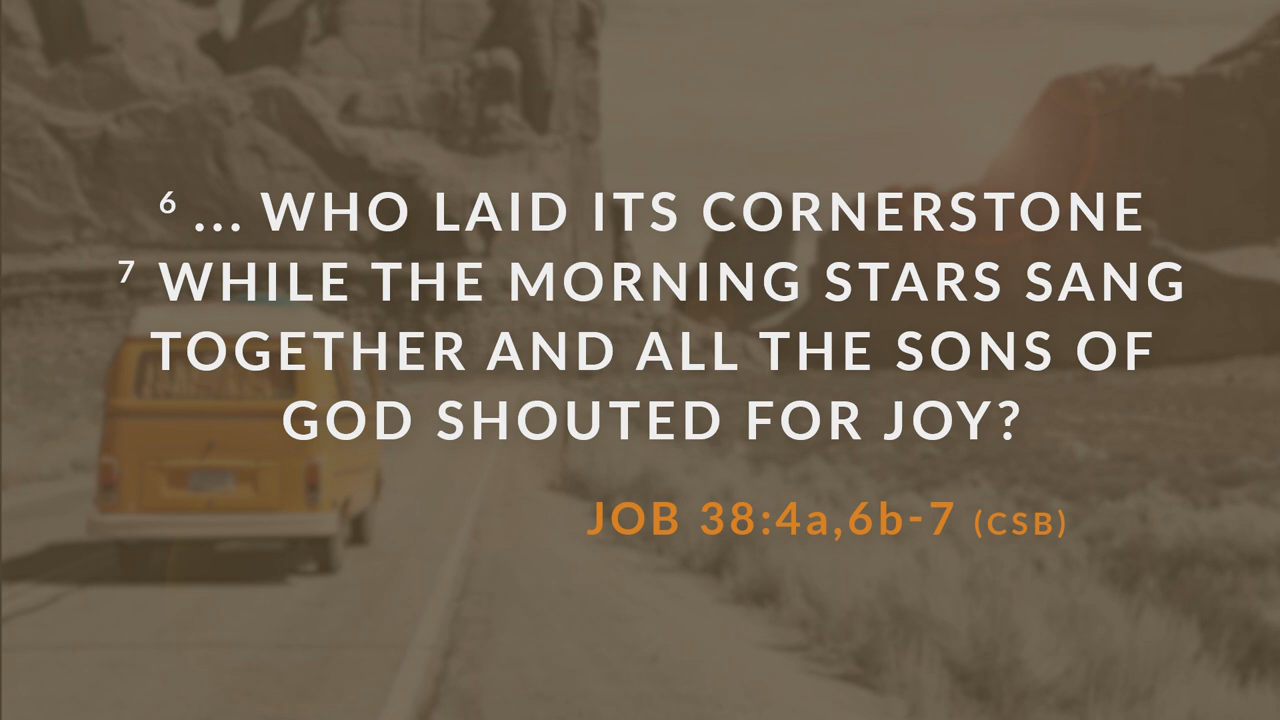 ⁶ ... WHO LAID ITS CORNERSTONE
⁷ WHILE THE MORNING STARS SANG
TOGETHER AND ALL THE SONS OF
GOD SHOUTED FOR JOY?
JOB 38:4a,6b-7 (CSB)